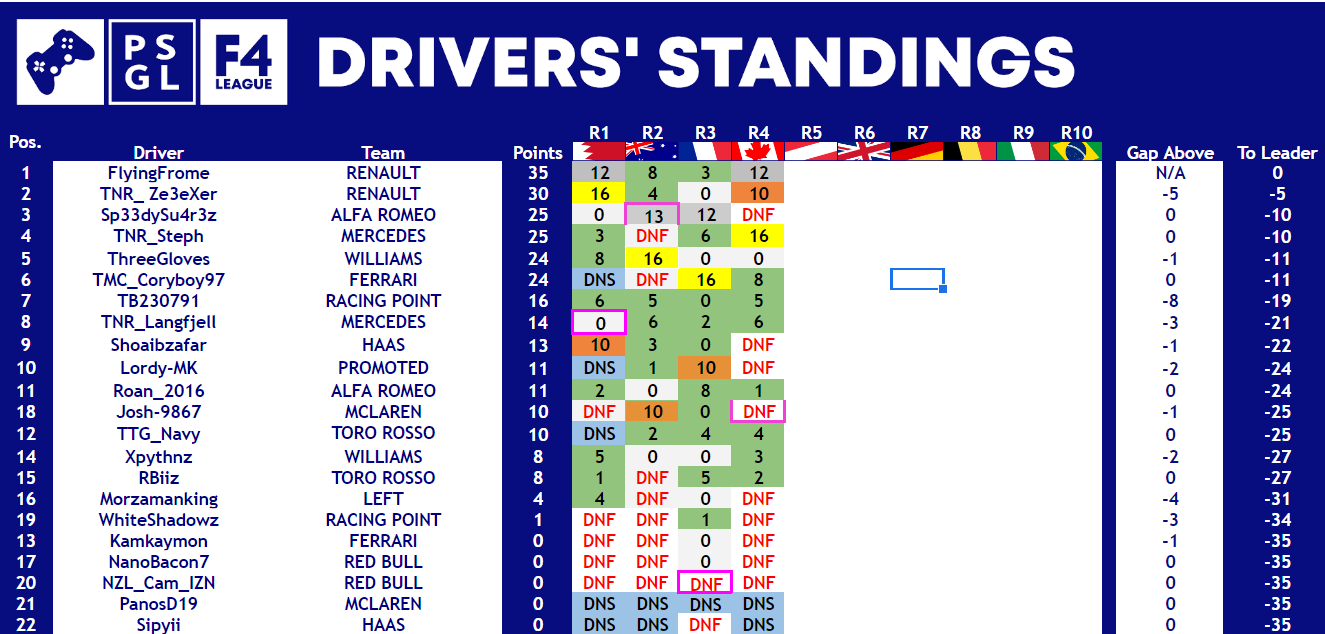 PS
GL
F4
LEAGUE
DRIVERS' STANDINGS
Pos. Driver Team Points R1 R2 R3 R4 R5 R6 R7 R8 R9 R10 Gap Above To Leader
1 FlyingFrome RENAULT 35 12 8 3 12 N/A 0
2 TNR_ Ze3eXer RENAULT 30 16 4 0 10 -5 -5
3 Sp33dySu4r3z ALFA ROMEO 25 0 13 12 DNF 0 -10
4 TNR_Steph MERCEDES 25 3 DNF 6 16 0 -10
5 ThreeGloves WILLIAMS 24 8 16 0 0 -1 -11
6 TMC_Coryboy97 FERRARI 24 DNS DNF 16 8 0 -11
7 TB230791 RACING POINT 16 6 5 0 5 -8 -19
8 TNR_Langfjell MERCEDES 14 0 6 2 6 -3 -21
9 Shoaibzafar HAAS 13 10 3 0 DNF -1 -22
10 Lordy-MK PROMOTED 11 DNS 1 10 DNF -2 -24
11 Roan_2016 ALFA ROMEO 11 2 0 8 1 0 -24
18 Josh-9867 MCLAREN 10 DNF 10 0 DNF -1 -25
12 TTG_Navy TORO ROSSO 10 DNS 2 4 4 0 -25
14 Xpythnz WILLIAMS 8 5 0 0 3 -2 -27
15 RBiiz TORO ROSSO 8 1 DNF 5 2 0 -27
16 Morzamanking LEFT 4 4 DNF 0 DNF -4 -31
19 WhiteShadowz RACING POINT 1 DNF DNF 1 DNF -3 -34
13 Kamkaymon FERRARI 0 DNF DNF 0 DNF -1 -35
17 NanoBacon7 RED BULL 0 DNF DNF 0 DNF 0 -35
20 NZL_Cam_IZN RED BULL 0 DNF DNF DNF DNF 0 -35
21 PanosD19 MCLAREN 0 DNS DNS DNS DNS 0 -35
22 Sipyii HAAS 0 DNS DNS DNF DNS 0 -35